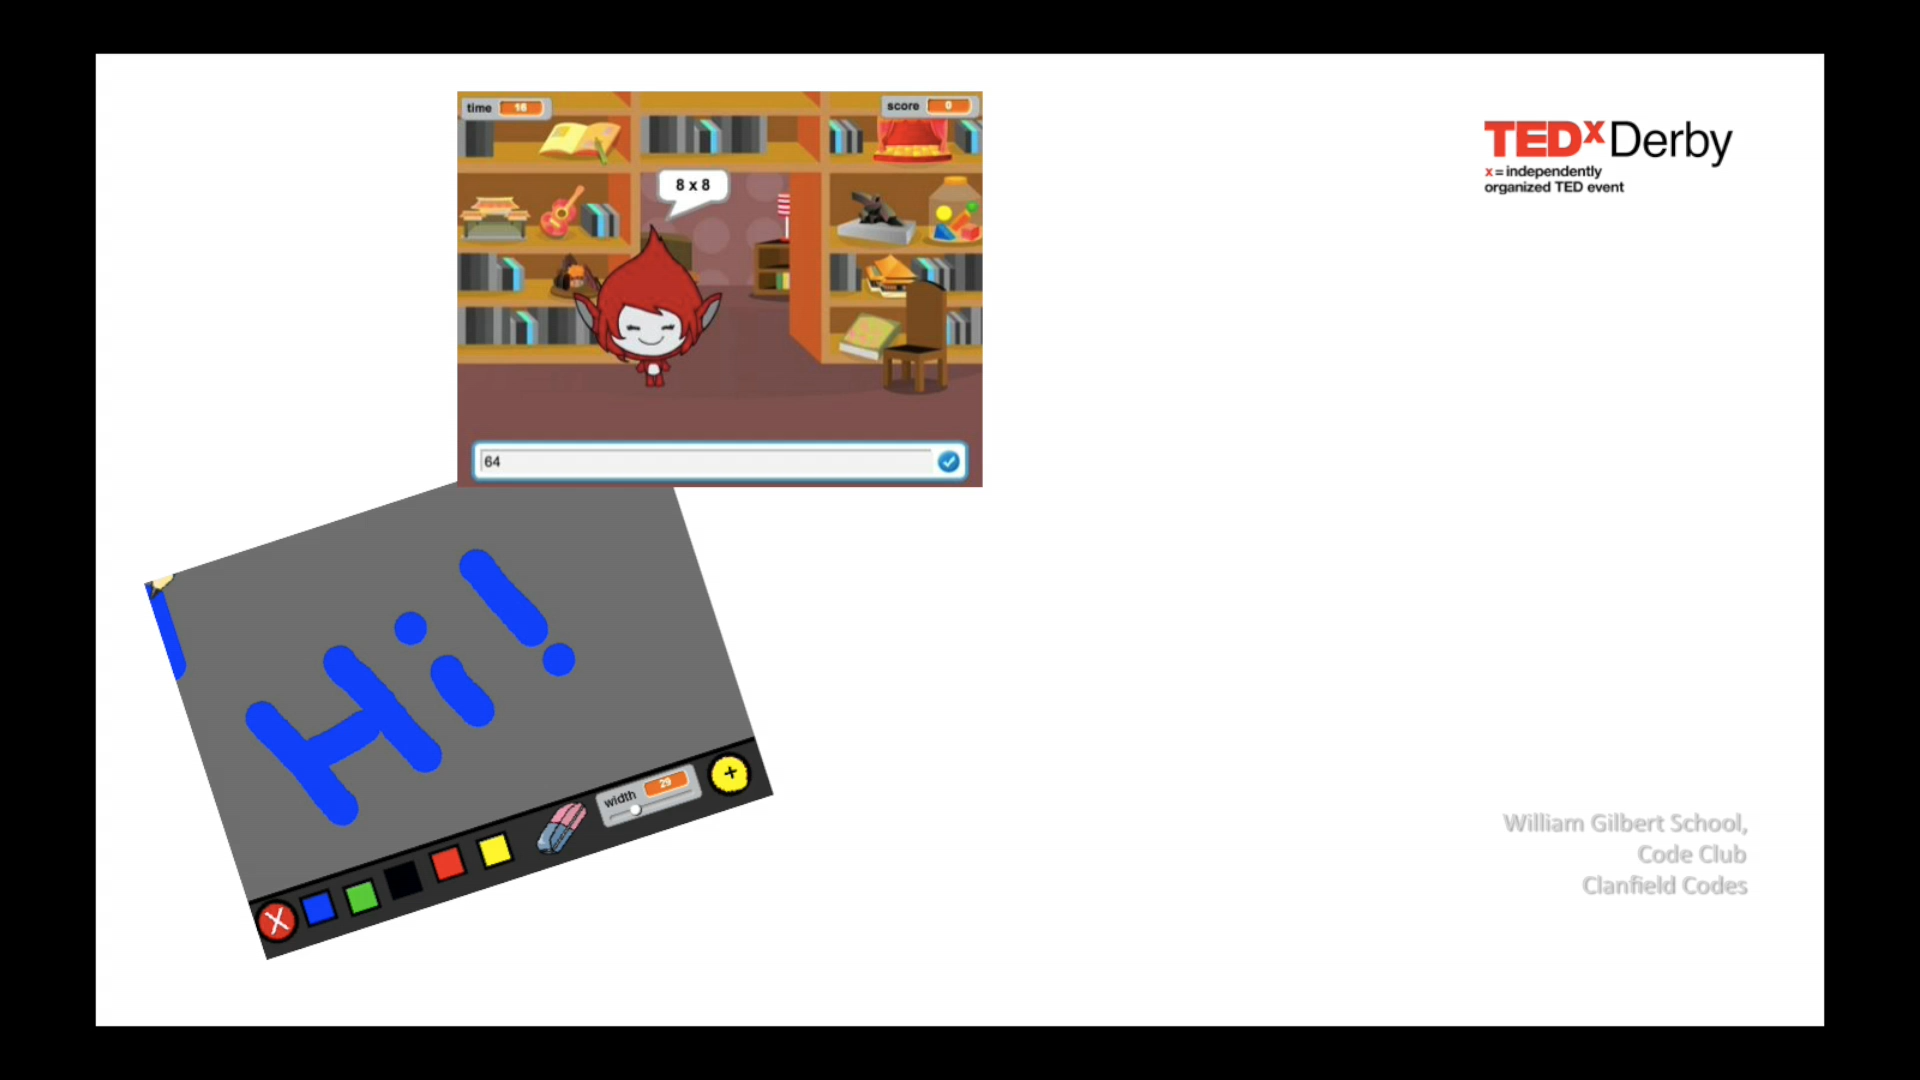 time 16
score 0
8 x 8
64
TEDxDerby
x = independently
organized TED event
Hi!
width 29
+
X
William Gilbert School,
Code Club
Clanfield Codes